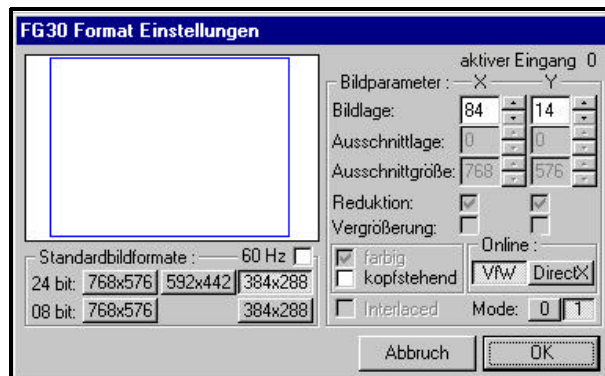 FG30 Format Einstellungen
aktiver Eingang 0
Bildparameter : X Y
Bildlage: 84 14
Ausschnittlage: 0 0
Ausschnittgröße: 768 576
Reduktion:
Vergrößerung:
Standardbildformate : 60 Hz
24 bit: 768x576 592x442 384x288
08 bit: 768x576 384x288
farbig
kopfstehend
Interlaced
Online :
VfW DirectX
Mode: 0 1
Abbruch OK